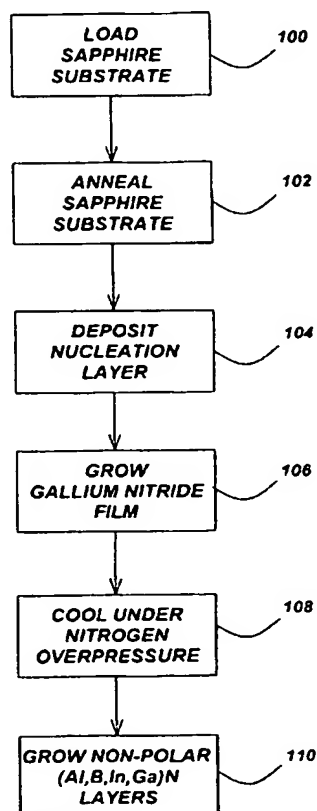 LOAD
SAPPHIRE
SUBSTRATE
100
ANNEAL
SAPPHIRE
SUBSTRATE
102
DEPOSIT
NUCLEATION
LAYER
104
GROW
GALLIUM NITRIDE
FILM
106
COOL UNDER
NITROGEN
OVERPRESSURE
108
GROW NON-POLAR
(Al,B,In,Ga)N
LAYERS
110